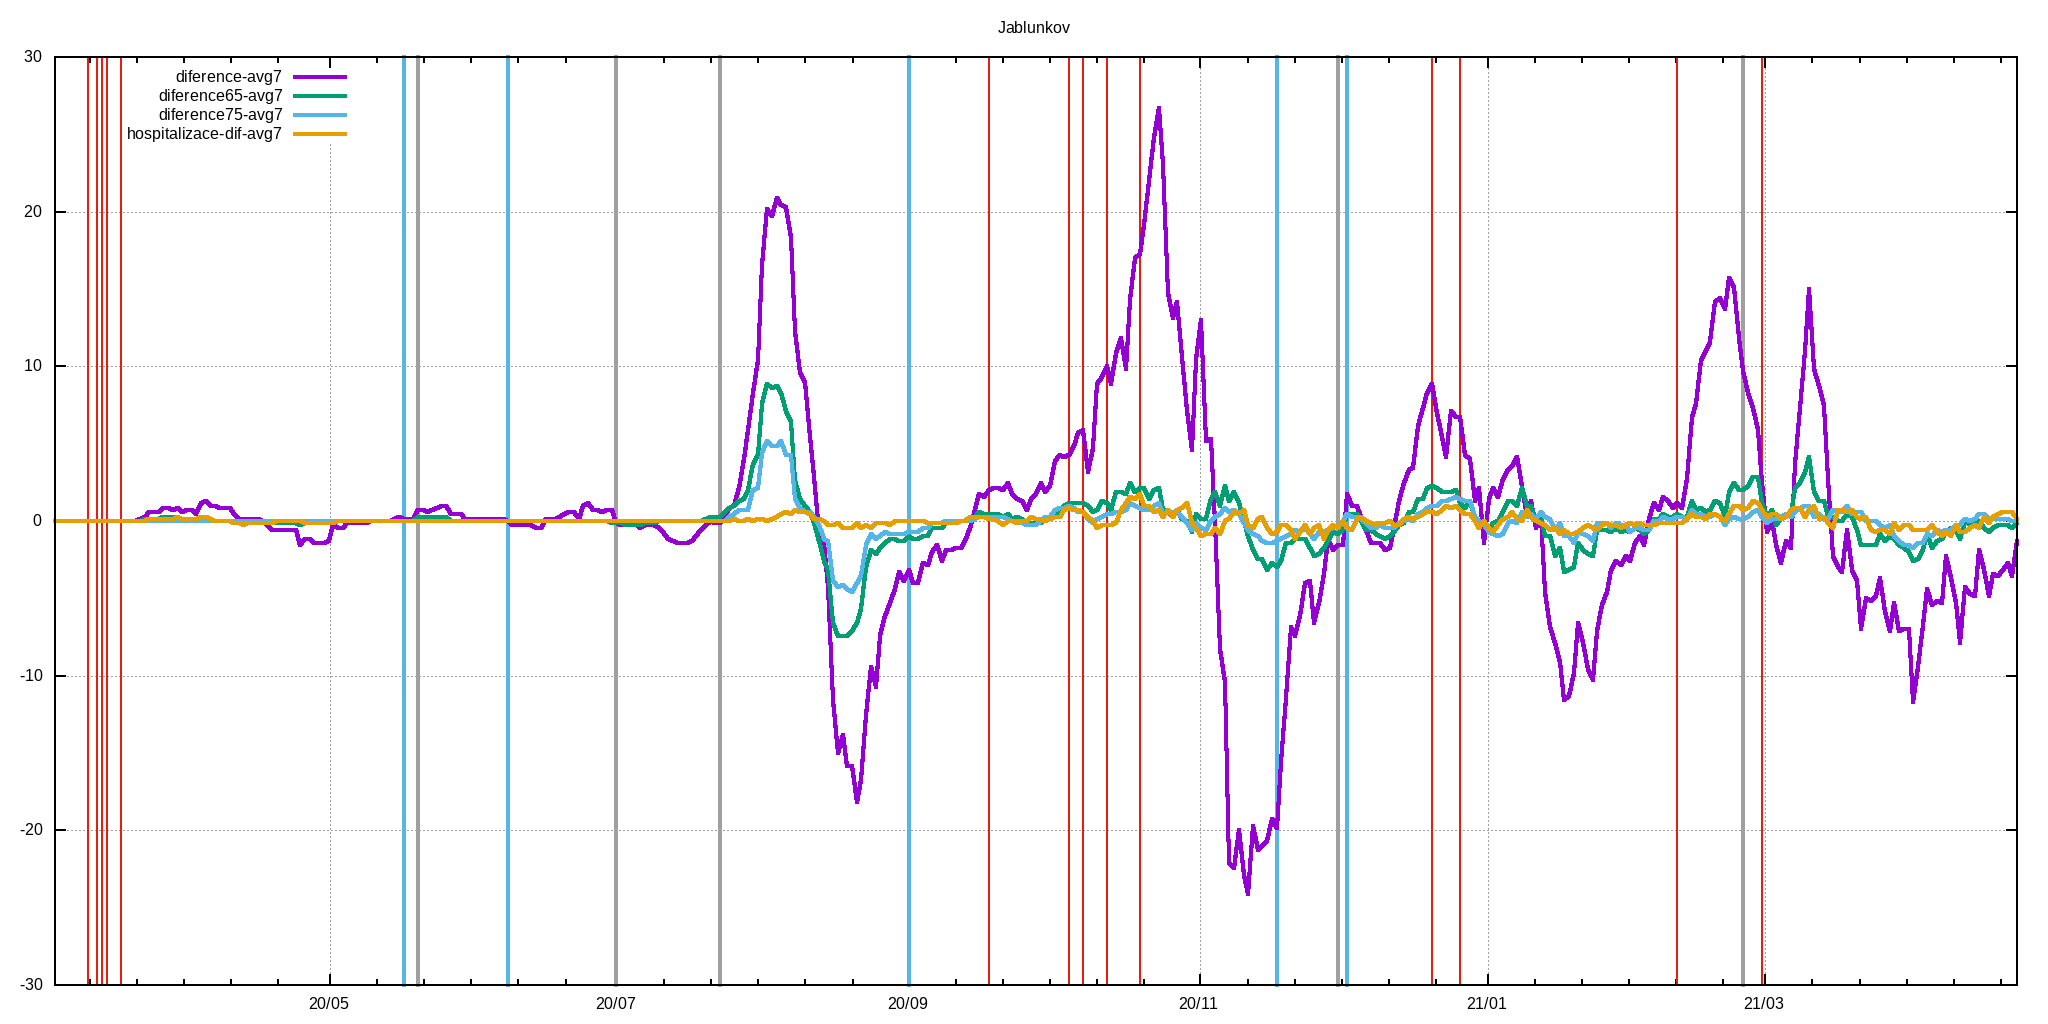 Jablunkov
30
diference-avg7
diference65-avg7
diference75-avg7
hospitalizace-dif-avg7
20
10
0
-10
-20
-30
20/05 20/07 20/09 20/11 21/01 21/03